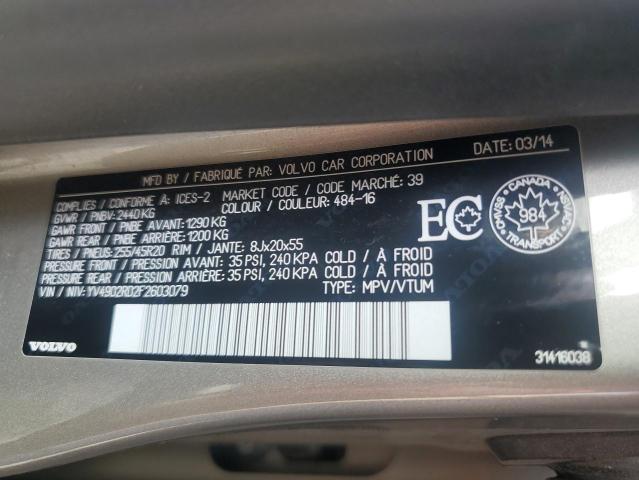 MFD BY / FABRIQUÉ PAR: VOLVO CAR CORPORATION DATE: 03/14
COMPLIES / CONFORME À: ICES-2 MARKET CODE / CODE MARCHÉ: 39
GVWR / PNBV: 2440 KG COLOUR / COULEUR: 484-16
GAWR FRONT / PNBE AVANT: 1290 KG
GAWR REAR / PNBE ARRIÈRE: 1200 KG
TIRES / PNEUS: 255/45R20 RIM / JANTE: 8Jx20x55
PRESSURE FRONT / PRESSION AVANT: 35 PSI, 240 KPA / À FROID
PRESSURE REAR / PRESSION ARRIÈRE: 35 PSI, 240 KPA / À FROID
VIN / NIV: YV4902RD2F2603079 TYPE: MPV/VTUM
EC
CANADA
CMVSS
NSVAC
984
TRANSPORT
VOLVO
31416038